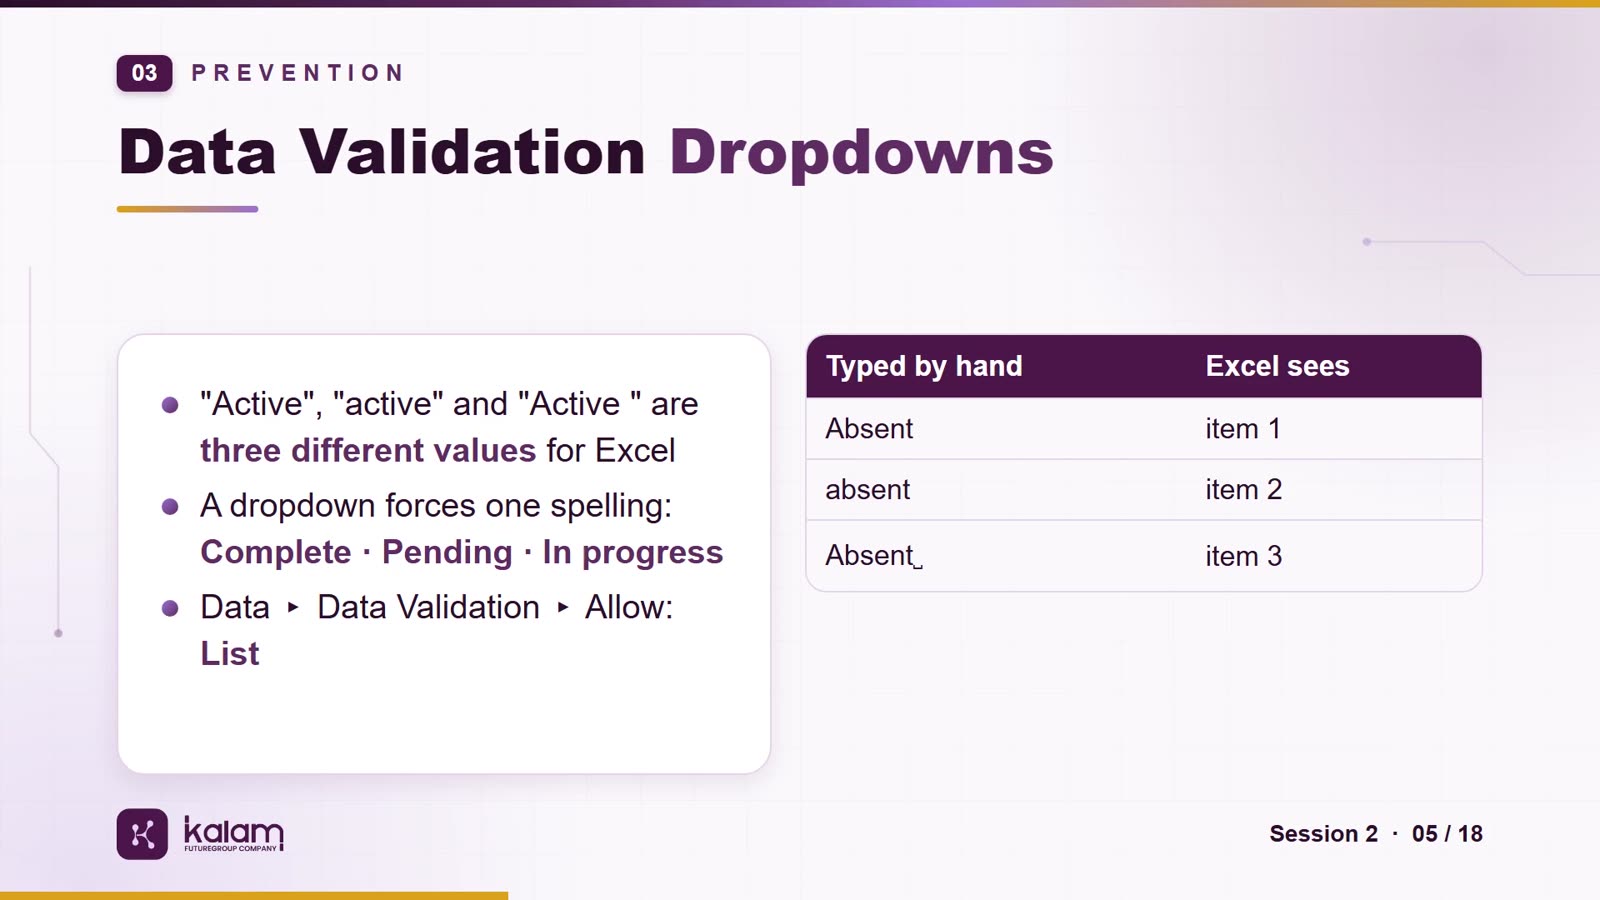 03 PREVENTION
Data Validation Dropdowns
"Active", "active" and "Active " are
three different values for Excel
A dropdown forces one spelling:
Complete · Pending · In progress
Data ▸ Data Validation ▸ Allow:
List
Typed by hand Excel sees
Absent item 1
absent item 2
Absent␣ item 3
kalam
FUTUREGROUP COMPANY
Session 2 · 05 / 18